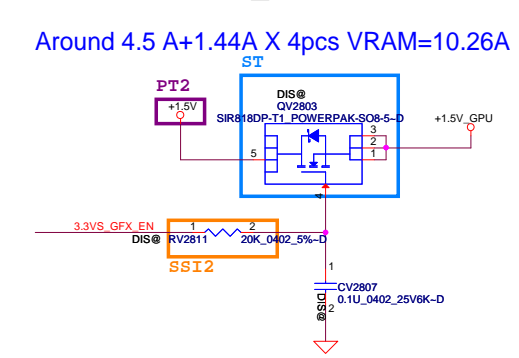 Around 4.5 A+1.44A X 4pcs VRAM=10.26A
ST
PT2
DIS@
+1.5V
QV2803
SIR818DP-T1_POWERPAK-SO8-5~D
+1.5V_GPU
3
2
5
1
4
3.3VS_GFX_EN
1
2
DIS@
RV2811
20K_0402_5%~D
SSI2
1
CV2807
0.1U_0402_25V6K~D
DIS@
2